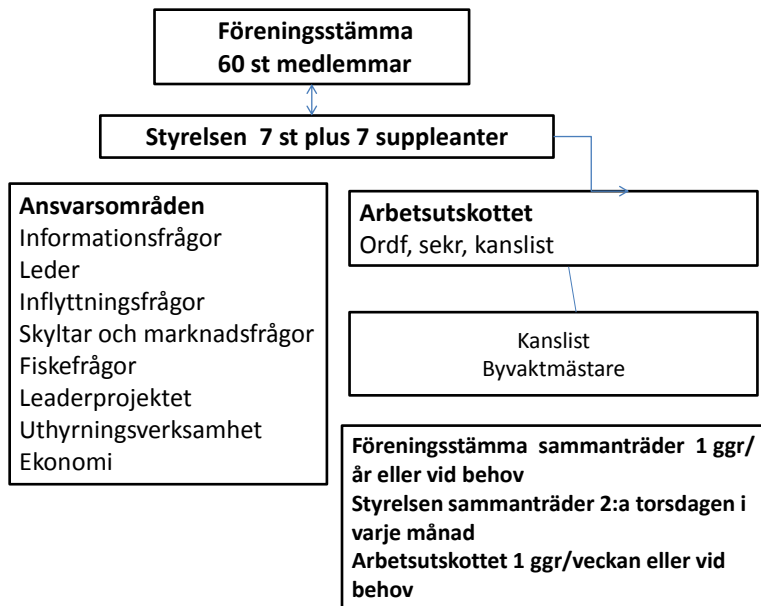 Föreningsstämma
60 st medlemmar
Styrelsen 7 st plus 7 suppleanter
Ansvarsområden
Informationsfrågor
Leder
Inflyttningsfrågor
Skyltar och marknadsfrågor
Fiskefrågor
Leaderprojektet
Uthyrningsverksamhet
Ekonomi
Arbetsutskottet
Ordf, sekr, kanslist
Kanslist
Byvaktmästare
Föreningsstämma sammanträder 1 ggr/
år eller vid behov
Styrelsen sammanträder 2:a torsdagen i
varje månad
Arbetsutskottet 1 ggr/veckan eller vid
behov